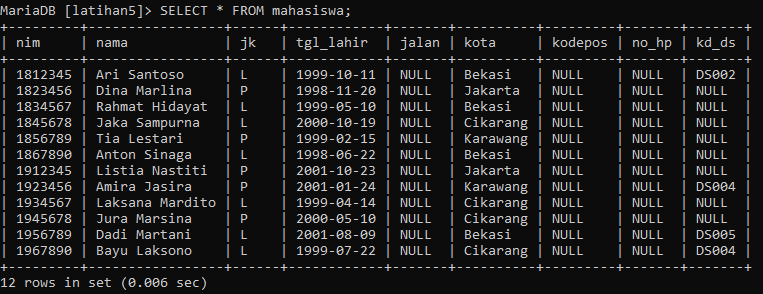 MariaDB [latihan5]> SELECT * FROM mahasiswa;
+---------+------------------+------+------------+-------+----------+---------+-------+-------+
| nim     | nama             | jk   | tgl_lahir  | jalan | kota     | kodepos | no_hp | kd_ds |
+---------+------------------+------+------------+-------+----------+---------+-------+-------+
| 1812345 | Ari Santoso      | L    | 1999-10-11 | NULL  | Bekasi   | NULL    | NULL  | DS002 |
| 1823456 | Dina Marlina     | P    | 1998-11-20 | NULL  | Jakarta  | NULL    | NULL  | NULL  |
| 1834567 | Rahmat Hidayat   | L    | 1999-05-10 | NULL  | Bekasi   | NULL    | NULL  | NULL  |
| 1845678 | Jaka Sampurna    | L    | 2000-10-19 | NULL  | Cikarang | NULL    | NULL  | NULL  |
| 1856789 | Tia Lestari      | P    | 1999-02-15 | NULL  | Karawang | NULL    | NULL  | NULL  |
| 1867890 | Anton Sinaga     | L    | 1998-06-22 | NULL  | Bekasi   | NULL    | NULL  | NULL  |
| 1912345 | Listia Nastiti   | P    | 2001-10-23 | NULL  | Jakarta  | NULL    | NULL  | NULL  |
| 1923456 | Amira Jasira     | P    | 2001-01-24 | NULL  | Karawang | NULL    | NULL  | DS004 |
| 1934567 | Laksana Mardito  | L    | 1999-04-14 | NULL  | Cikarang | NULL    | NULL  | NULL  |
| 1945678 | Jura Marsina     | P    | 2000-05-10 | NULL  | Cikarang | NULL    | NULL  | NULL  |
| 1956789 | Dadi Martani     | L    | 2001-08-09 | NULL  | Bekasi   | NULL    | NULL  | DS005 |
| 1967890 | Bayu Laksono     | L    | 1999-07-22 | NULL  | Cikarang | NULL    | NULL  | DS004 |
+---------+------------------+------+------------+-------+----------+---------+-------+-------+
12 rows in set (0.006 sec)